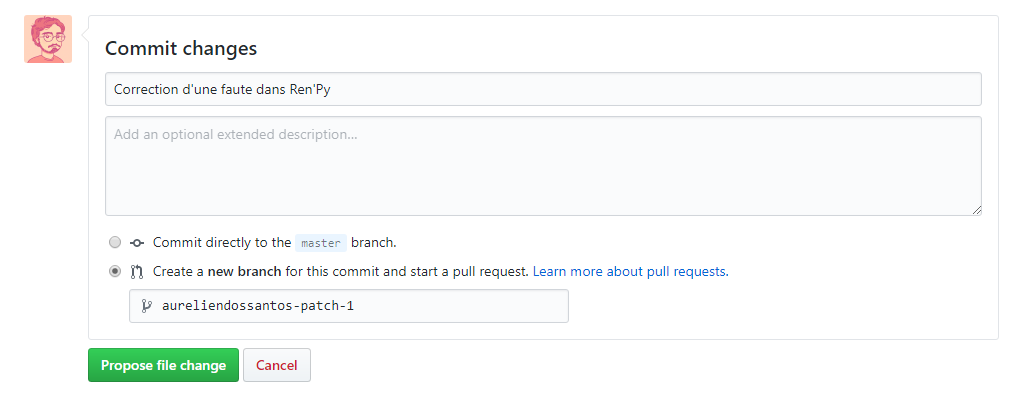 Commit changes
Correction d'une faute dans Ren'Py
Add an optional extended description...
Commit directly to the master branch.
Create a new branch for this commit and start a pull request. Learn more about pull requests.
aureliendossantos-patch-1
Propose file change Cancel